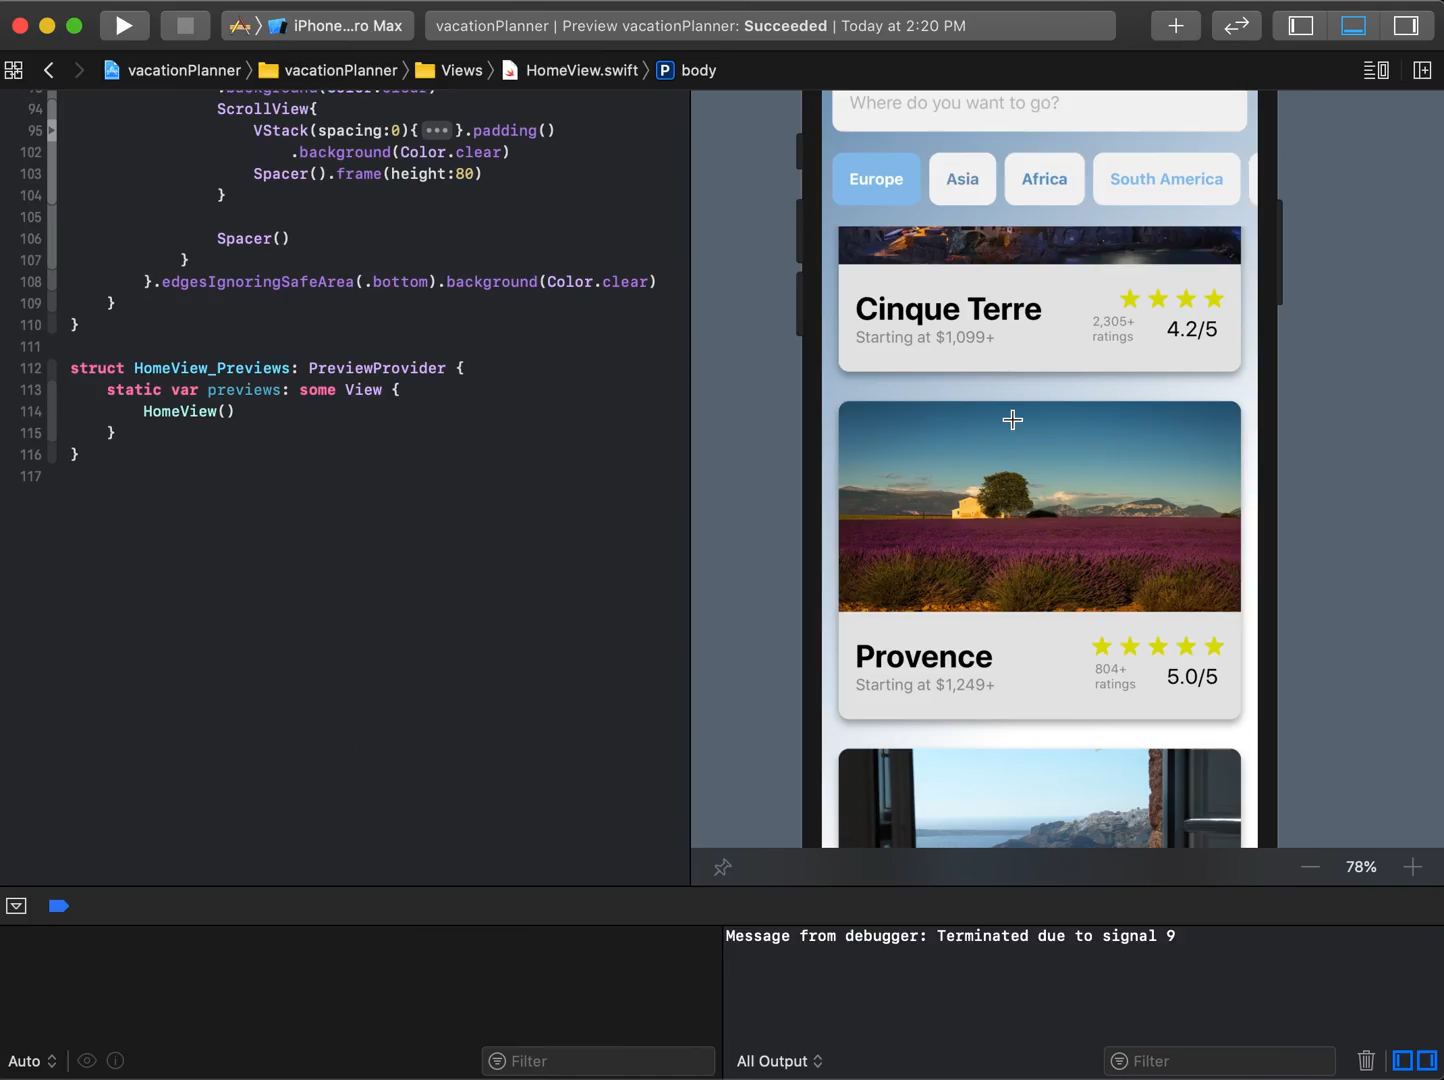 iPhone...ro Max
vacationPlanner | Preview vacationPlanner: Succeeded | Today at 2:20 PM
vacationPlanner
vacationPlanner
Views
HomeView.swift
P body
.background(Color.clear)
94 ScrollView{
95 VStack(spacing:0){ ••• }.padding()
102 .background(Color.clear)
103 Spacer().frame(height:80)
104 }
105
106 Spacer()
107 }
108 }.edgesIgnoringSafeArea(.bottom).background(Color.clear)
109 }
110 }
111
112 struct HomeView_Previews: PreviewProvider {
113 static var previews: some View {
114 HomeView()
115 }
116 }
117
Where do you want to go?
Europe
Asia
Africa
South America
Cinque Terre
Starting at $1,099+
2,305+
ratings
4.2/5
Provence
Starting at $1,249+
804+
ratings
5.0/5
78%
Message from debugger: Terminated due to signal 9
Auto
Filter
All Output
Filter